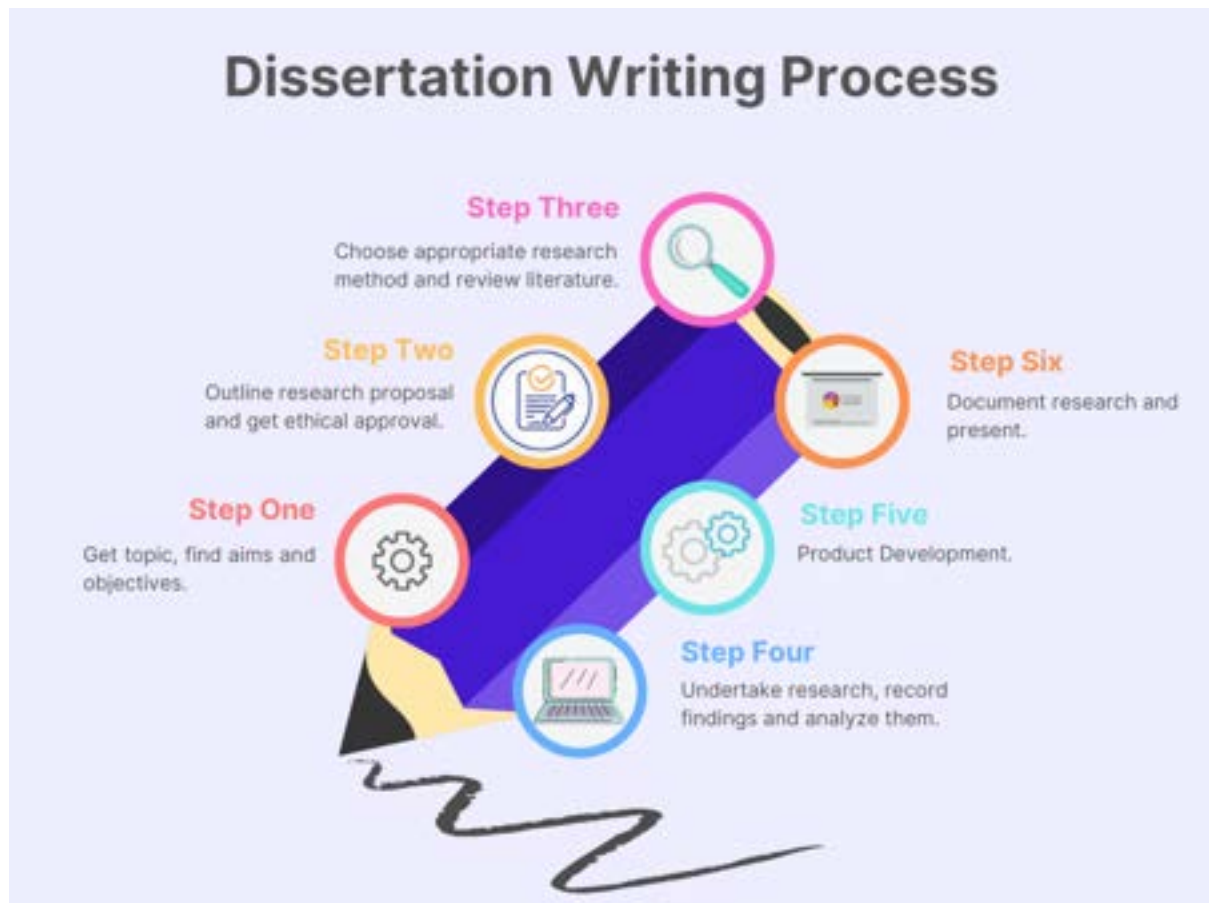 Dissertation Writing Process
Step Three
Choose appropriate research
method and review literature.
Step Two
Outline research proposal
and get ethical approval.
Step One
Get topic, find aims and
objectives.
Step Six
Document research and
present.
Step Five
Product Development.
Step Four
Undertake research, record
findings and analyze them.